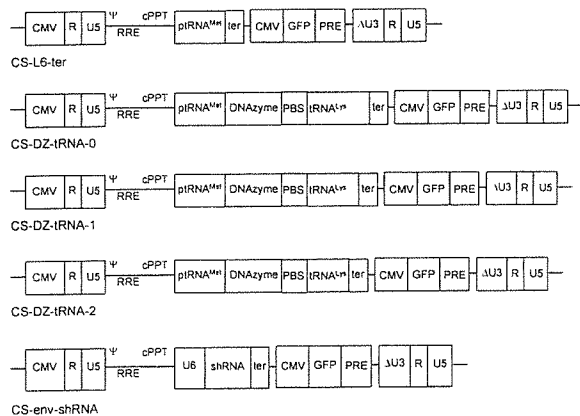 Ψ cPPT
CMV R U5 RRE ptRNAMet ter CMV GFP PRE ΔU3 R U5
CS-L6-ter
Ψ cPPT
CMV R U5 RRE ptRNAMet DNAzyme PBS tRNALys ter CMV GFP PRE ΔU3 R U5
CS-DZ-tRNA-0
Ψ cPPT
CMV R U5 RRE ptRNAMet DNAzyme PBS tRNALys ter CMV GFP PRE ΔU3 R U5
CS-DZ-tRNA-1
Ψ cPPT
CMV R U5 RRE ptRNAMet DNAzyme PBS tRNALys ter CMV GFP PRE ΔU3 R U5
CS-DZ-tRNA-2
Ψ cPPT
CMV R U5 RRE U6 shRNA ter CMV GFP PRE ΔU3 R U5
CS-env-shRNA